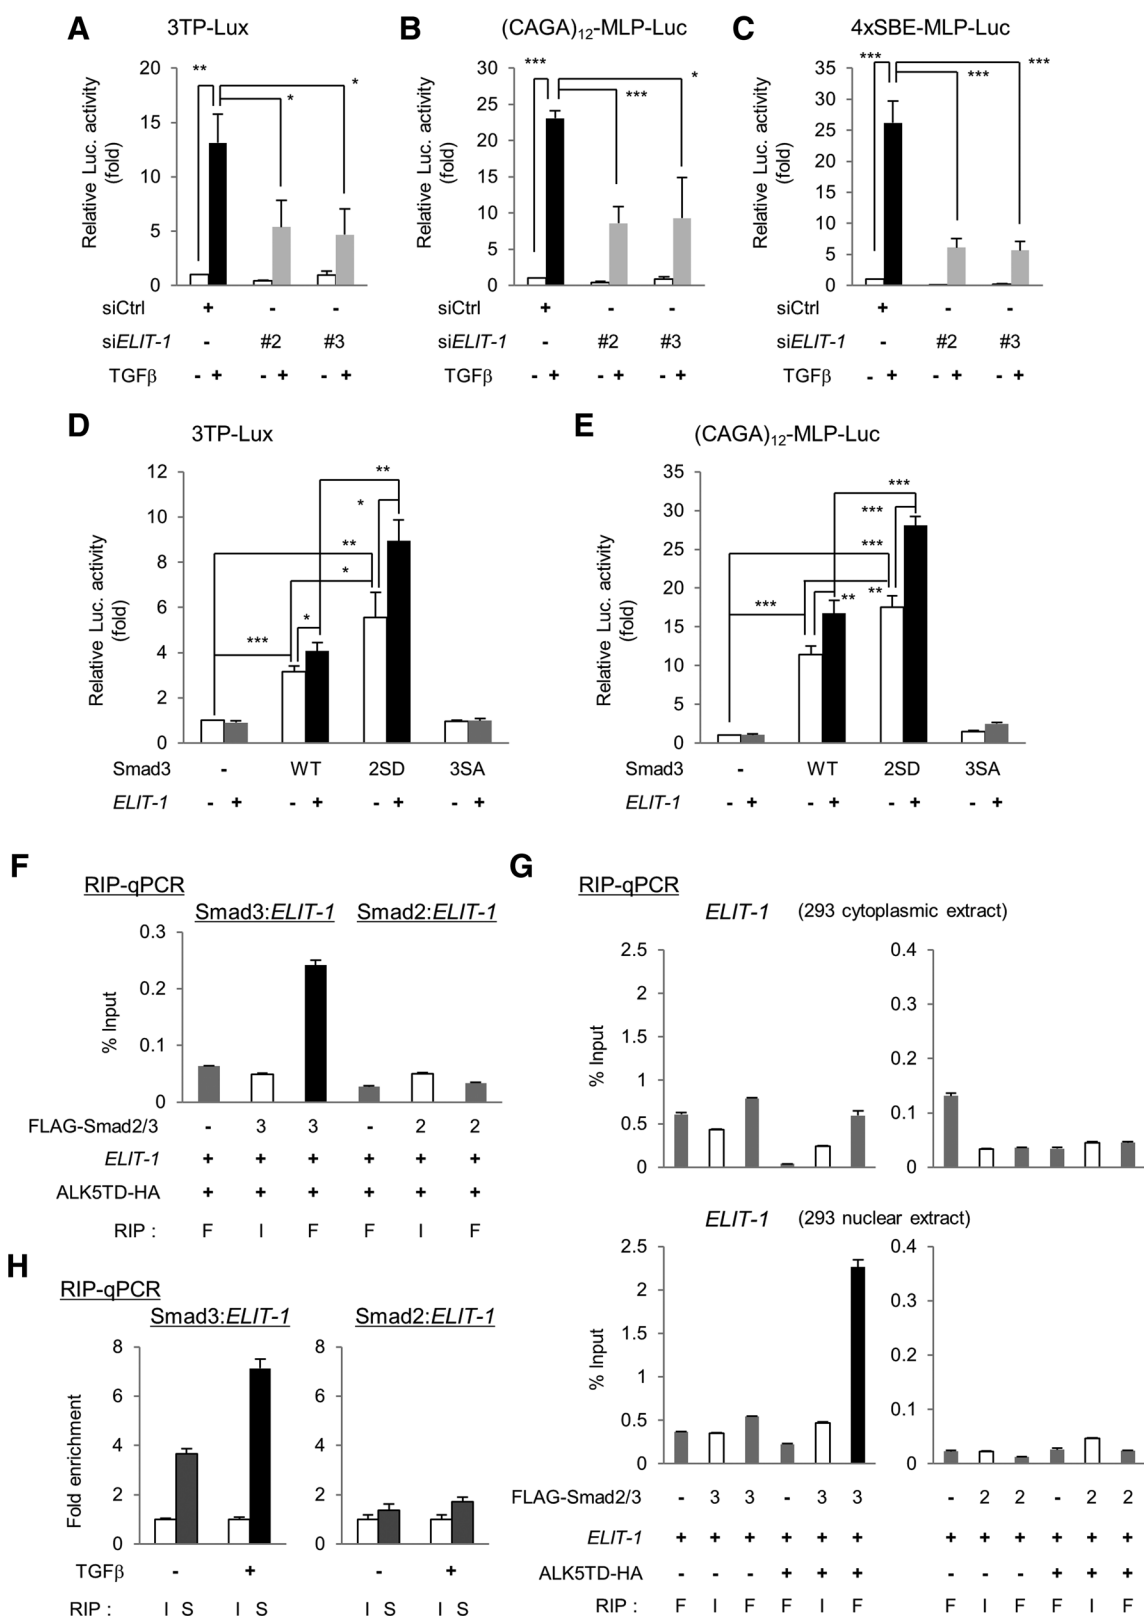 A 3TP-Lux
Relative Luc. activity
(fold)
20
15
10
5
0
** * *
siCtrl + - -
siELIT-1 - #2 #3
TGFβ - + - + - +
B (CAGA)12-MLP-Luc
Relative Luc. activity
(fold)
30
25
20
15
10
5
0
*** *** *
siCtrl + - -
siELIT-1 - #2 #3
TGFβ - + - + - +
C 4xSBE-MLP-Luc
Relative Luc. activity
(fold)
35
30
25
20
15
10
5
0
*** *** ***
siCtrl + - -
siELIT-1 - #2 #3
TGFβ - + - + - +
D 3TP-Lux
Relative Luc. activity
(fold)
12
10
8
6
4
2
0
**
*
**
*
*
***
Smad3 - WT 2SD 3SA
ELIT-1 - + - + - + - +
E (CAGA)12-MLP-Luc
Relative Luc. activity
(fold)
35
30
25
20
15
10
5
0
***
***
***
**
**
***
Smad3 - WT 2SD 3SA
ELIT-1 - + - + - + - +
F
RIP-qPCR
Smad3:ELIT-1 Smad2:ELIT-1
% Input
0.3
0.2
0.1
0
FLAG-Smad2/3 - 3 3 - 2 2
ELIT-1 + + + + + +
ALK5TD-HA + + + + + +
RIP : F I F F I F
G
RIP-qPCR
ELIT-1 (293 cytoplasmic extract)
% Input
2.5
2
1.5
1
0.5
0
0.4
0.3
0.2
0.1
0
ELIT-1 (293 nuclear extract)
% Input
2.5
2
1.5
1
0.5
0
0.4
0.3
0.2
0.1
0
FLAG-Smad2/3 - 3 3 - 3 3 - 2 2 - 2 2
ELIT-1 + + + + + + + + + + + +
ALK5TD-HA - - - + + + - - - + + +
RIP : F I F F I F F I F F I F
H
RIP-qPCR
Smad3:ELIT-1 Smad2:ELIT-1
Fold enrichment
8
6
4
2
0
8
6
4
2
0
TGFβ - + - +
RIP : I S I S I S I S